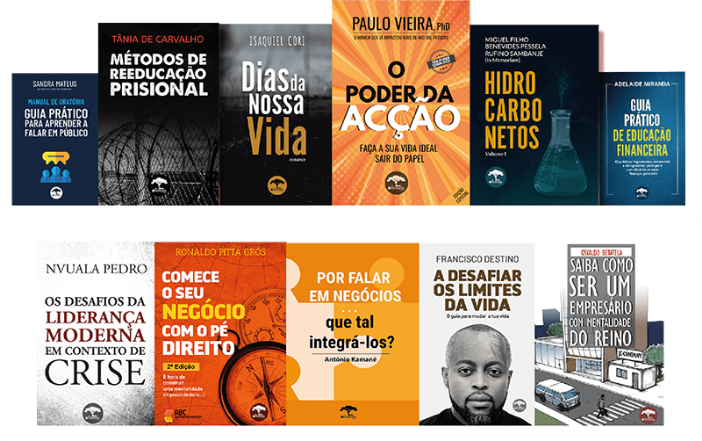 SANDRA MATEUS
MANUAL DE ORATÓRIA
GUIA PRÁTICO
PARA APRENDER A
FALAR EM PÚBLICO
TÂNIA DE CARVALHO
MÉTODOS DE
REEDUCAÇÃO
PRISIONAL
ISAQUIEL CORI
Dias da
Nossa
Vida
romance
PAULO VIEIRA, PhD
O HOMEM QUE JÁ IMPACTOU MAIS DE 400 MIL PESSOAS
O
PODER DA
ACÇÃO
FAÇA A SUA VIDA IDEAL
SAIR DO PAPEL
MIGUEL FILHO
BENEVIDES PESSELA
RUFINO SAMBANJE
(In Memoriam)
HIDRO
CARBO
NETOS
Volume I
ADELAIDE MIRANDA
GUIA
PRÁTICO
DE EDUCAÇÃO
FINANCEIRA
NVUALA PEDRO
OS DESAFIOS DA
LIDERANÇA
MODERNA
EM CONTEXTO DE
CRISE
RONALDO PITTA GRÓS
COMECE
O SEU
NEGÓCIO
COM O PÉ
DIREITO
2ª Edição
É hora de
construir
uma mentalidade
empreendedora...!
ABC
POR FALAR
EM NEGÓCIOS
...
que tal
integrá-los?
António Kamané
FRANCISCO DESTINO
A DESAFIAR
OS LIMITES
DA VIDA
O guia para mudar a tua vida
OSVALDO GEBATELA
SAIBA COMO
SER UM
EMPRESÁRIO
COM MENTALIDADE
DO REINO